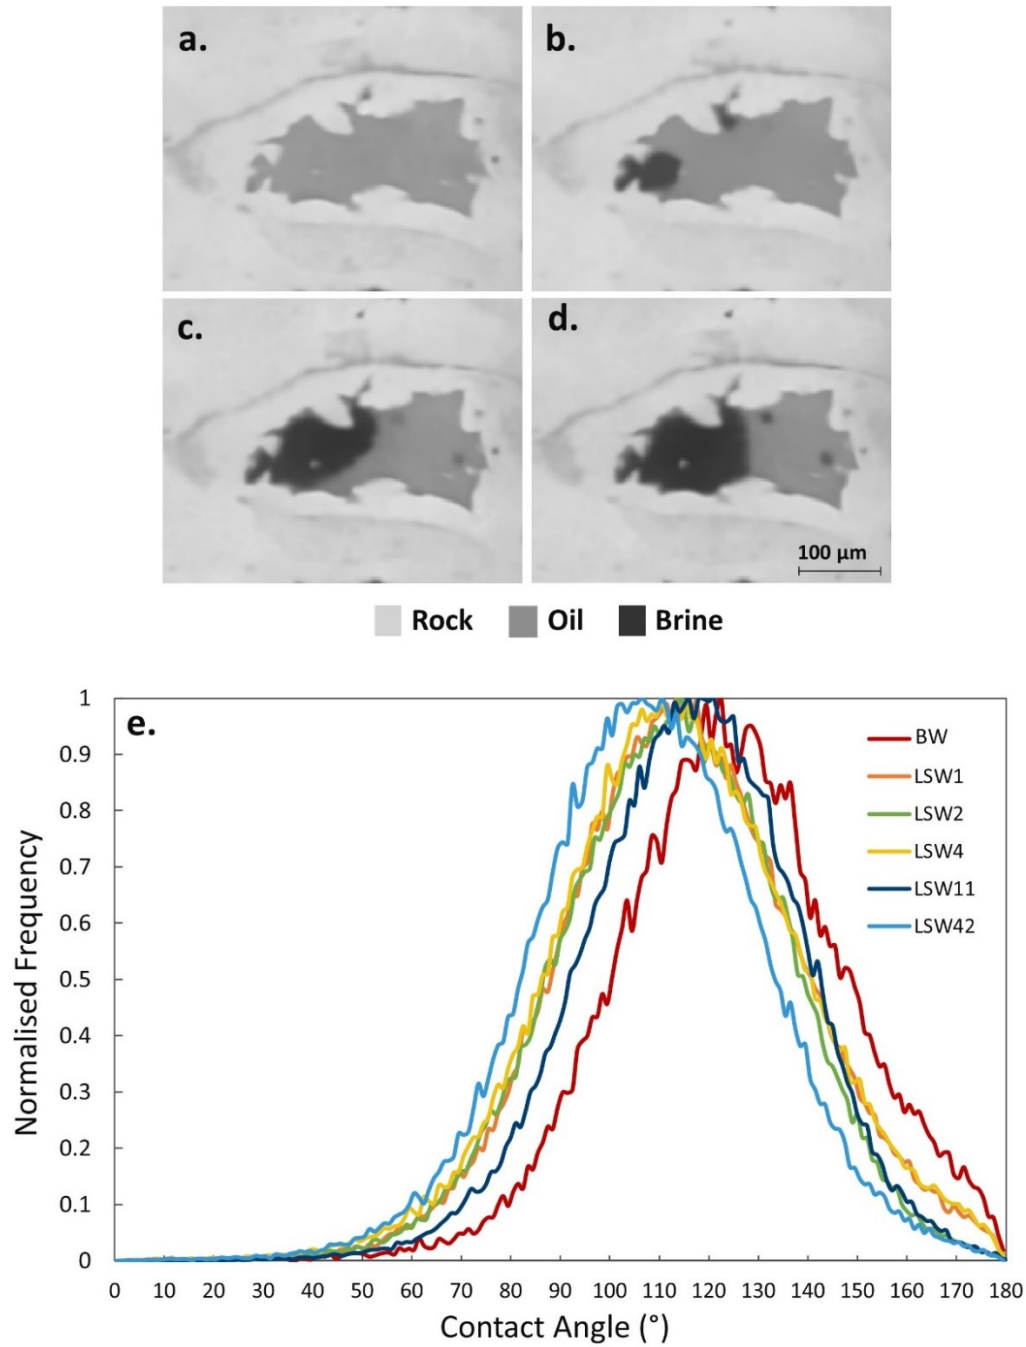 a.
b.
c.
d.
100 µm
Rock
Oil
Brine
e.
BW
LSW1
LSW2
LSW4
LSW11
LSW42
1
0.9
0.8
0.7
0.6
0.5
0.4
0.3
0.2
0.1
0
Normalised Frequency
0 10 20 30 40 50 60 70 80 90 100 110 120 130 140 150 160 170 180
Contact Angle (°)